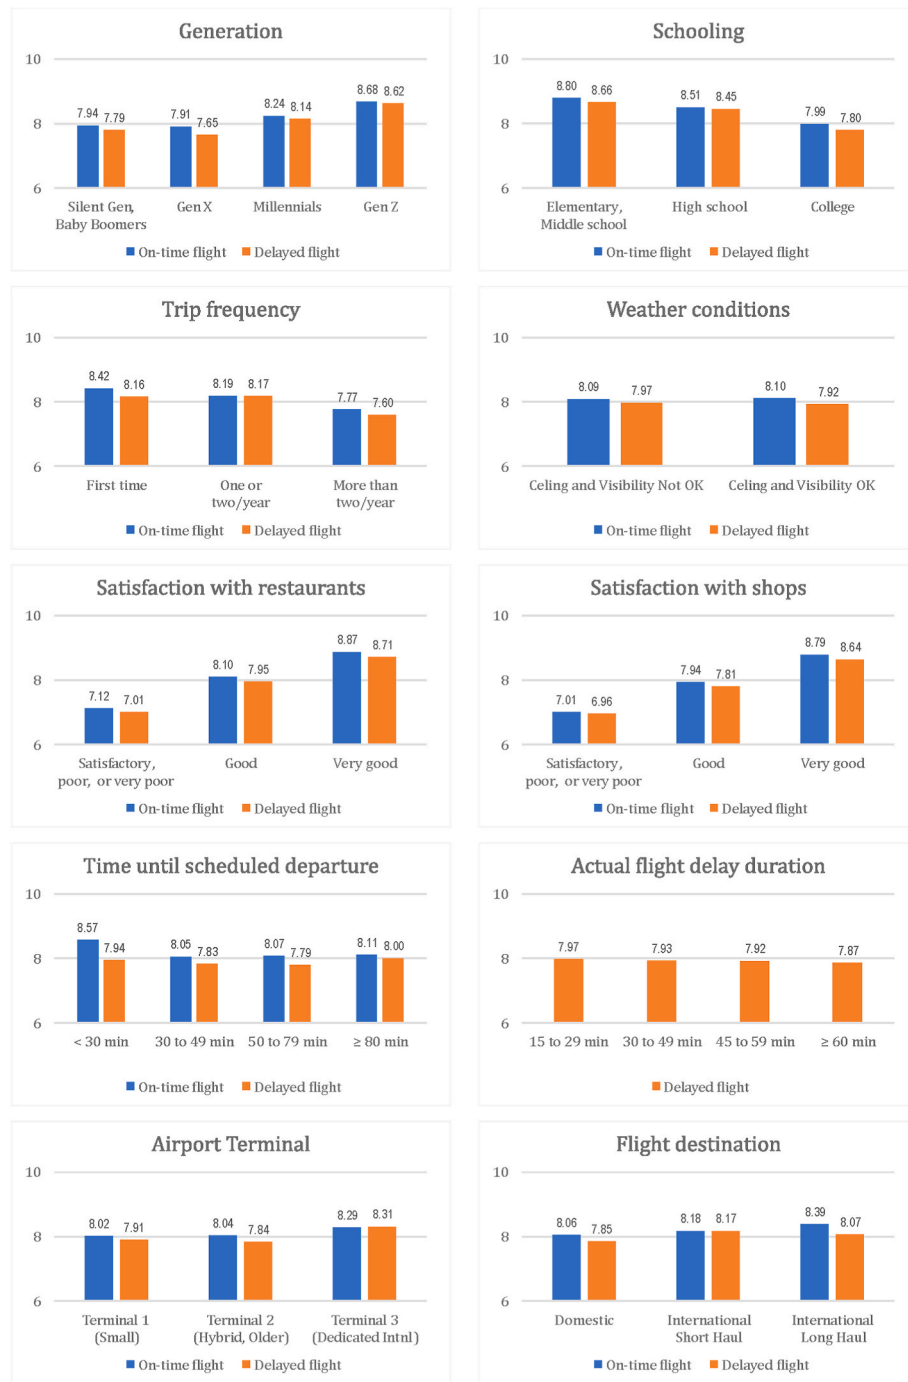 Generation
10
8
6
7.94 7.79
7.91 7.65
8.24 8.14
8.68 8.62
Silent Gen,
Baby Boomers
Gen X
Millennials
Gen Z
On-time flight Delayed flight
Schooling
10
8
6
8.80 8.66
8.51 8.45
7.99 7.80
Elementary,
Middle school
High school
College
On-time flight Delayed flight
Trip frequency
10
8
6
8.42 8.16
8.19 8.17
7.77 7.60
First time
One or
two/year
More than
two/year
On-time flight Delayed flight
Weather conditions
10
8
6
8.09 7.97
8.10 7.92
Celing and Visibility Not OK
Celing and Visibility OK
On-time flight Delayed flight
Satisfaction with restaurants
10
8
6
7.12 7.01
8.10 7.95
8.87 8.71
Satisfactory,
poor, or very poor
Good
Very good
On-time flight Delayed flight
Satisfaction with shops
10
8
6
7.01 6.96
7.94 7.81
8.79 8.64
Satisfactory,
poor, or very poor
Good
Very good
On-time flight Delayed flight
Time until scheduled departure
10
8
6
8.57 7.94
8.05 7.83
8.07 7.79
8.11 8.00
< 30 min
30 to 49 min
50 to 79 min
≥ 80 min
On-time flight Delayed flight
Actual flight delay duration
10
8
6
7.97
7.93
7.92
7.87
15 to 29 min
30 to 49 min
45 to 59 min
≥ 60 min
Delayed flight
Airport Terminal
10
8
6
8.02 7.91
8.04 7.84
8.29 8.31
Terminal 1
(Small)
Terminal 2
(Hybrid, Older)
Terminal 3
(Dedicated Intnl)
On-time flight Delayed flight
Flight destination
10
8
6
8.06 7.85
8.18 8.17
8.39 8.07
Domestic
International
Short Haul
International
Long Haul
On-time flight Delayed flight